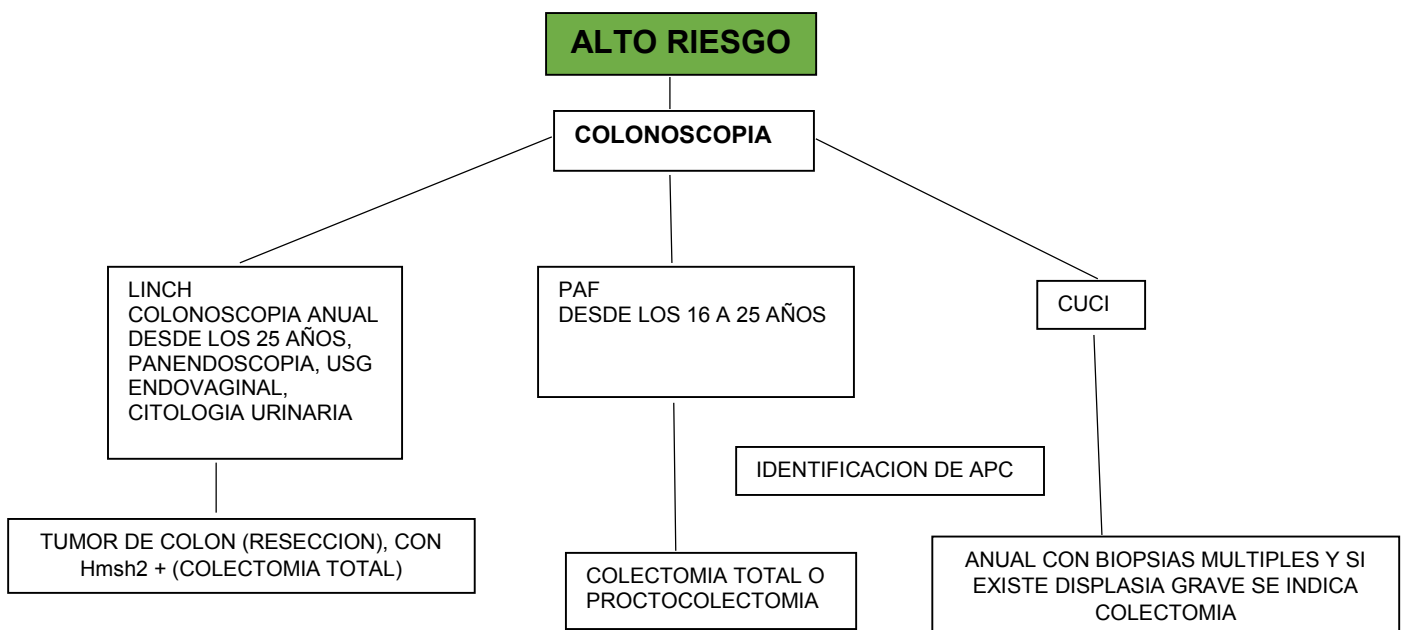 ALTO RIESGO
COLONOSCOPIA
LINCH
COLONOSCOPIA ANUAL
DESDE LOS 25 AÑOS,
PANENDOSCOPIA, USG
ENDOVAGINAL,
CITOLOGIA URINARIA
PAF
DESDE LOS 16 A 25 AÑOS
CUCI
IDENTIFICACION DE APC
TUMOR DE COLON (RESECCION), CON
Hmsh2 + (COLECTOMIA TOTAL)
COLECTOMIA TOTAL O
PROCTOCOLECTOMIA
ANUAL CON BIOPSIAS MULTIPLES Y SI
EXISTE DISPLASIA GRAVE SE INDICA
COLECTOMIA